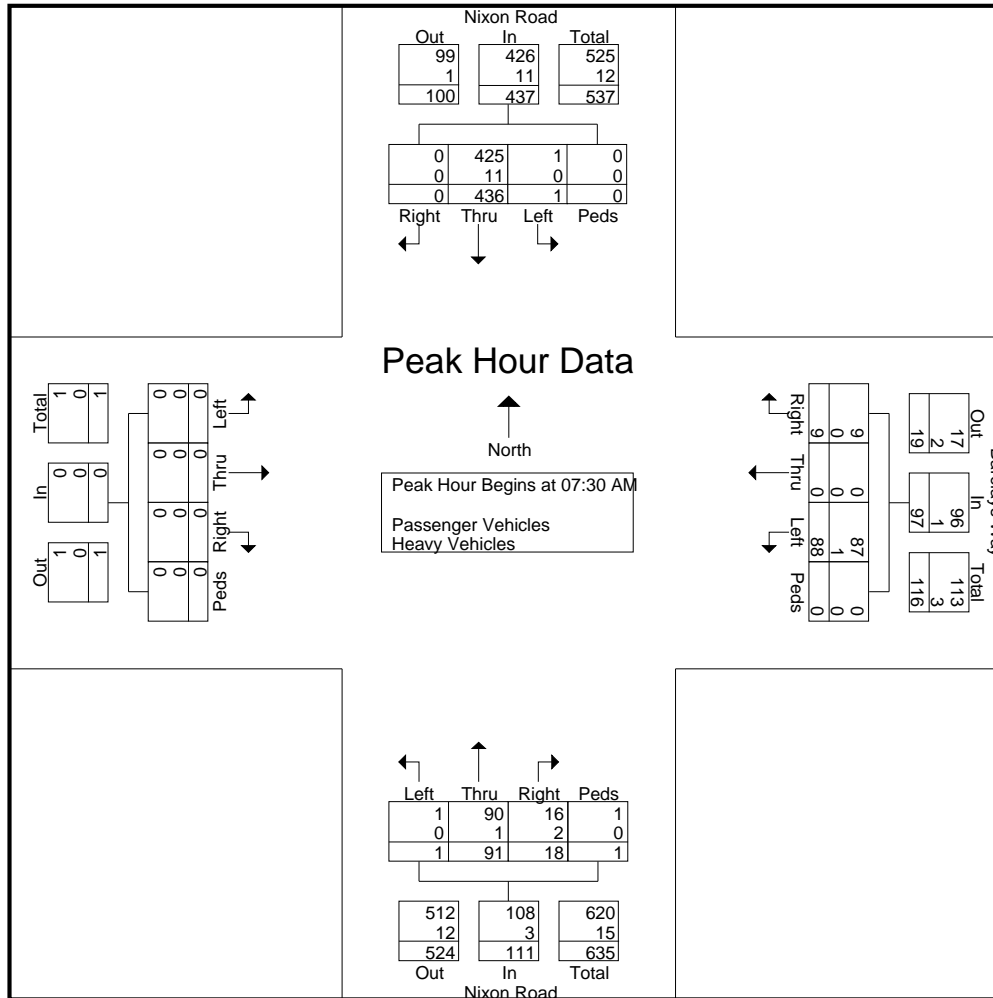 Nixon Road
Out In Total
99 426 525
1 11 12
100 437 537
0 425 1 0
0 11 0 0
0 436 1 0
Right Thru Left Peds
Peak Hour Data
North
Peak Hour Begins at 07:30 AM
Passenger Vehicles
Heavy Vehicles
Total In Out
1 0 1
0 0 0
1 0 1
Left Thru Right Peds
0 0 0
0 0 0
0 0 0
0 0 0
Right Thru Left Peds
9 0 9
0 0 0
87 1 88
0 0 0
Out In Total
17 2 19
96 1 97
113 3 116
Way
Left Thru Right Peds
1 90 16 1
0 1 2 0
1 91 18 1
512 108 620
12 3 15
524 111 635
Out In Total
Nixon Road